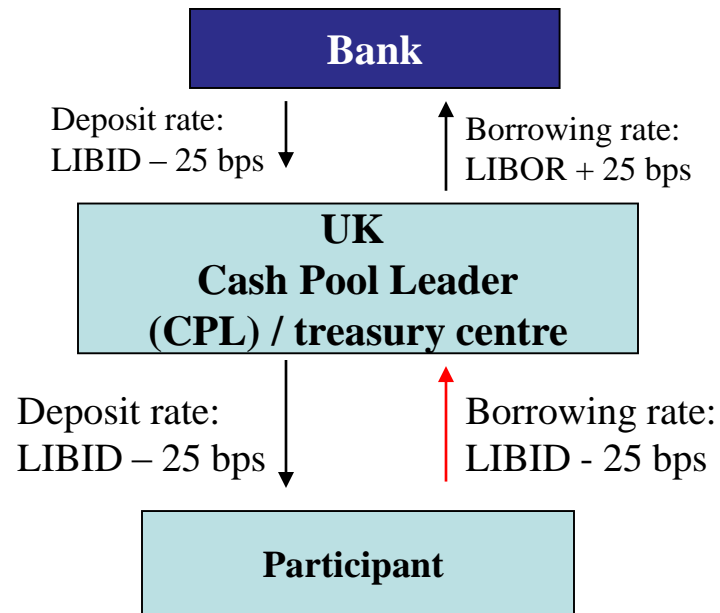 Bank
Deposit rate:
LIBID – 25 bps
Borrowing rate:
LIBOR + 25 bps
UK
Cash Pool Leader
(CPL) / treasury centre
Deposit rate:
LIBID – 25 bps
Borrowing rate:
LIBID - 25 bps
Participant